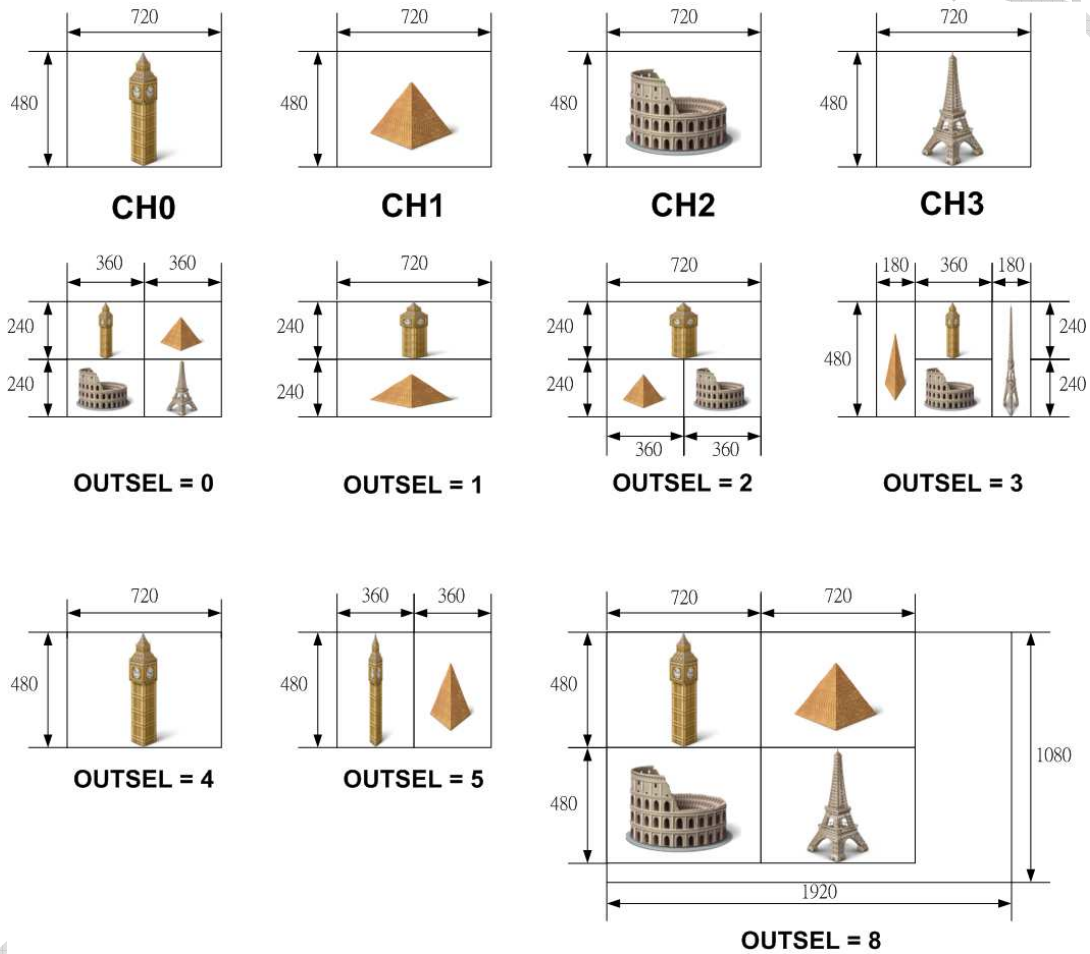 720 720 720 720
480 480 480 480
CH0 CH1 CH2 CH3
360 360 720 720 180 360 180
240 240 240 480 240
240 240 240 240
360 360
OUTSEL = 0 OUTSEL = 1 OUTSEL = 2 OUTSEL = 3
720 360 360 720 720
480 480 480
OUTSEL = 4 OUTSEL = 5
1080
480
1920
OUTSEL = 8